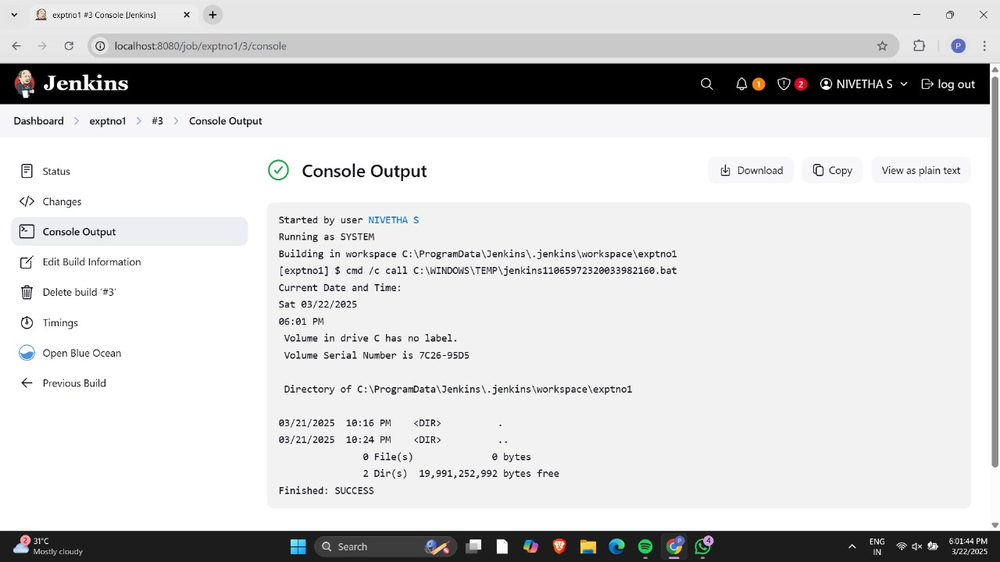 exptno1 #3 Console [Jenkins]
localhost:8080/job/exptno1/3/console
P
Jenkins
1
2
NIVETHA S
log out
Dashboard > exptno1 > #3 > Console Output
Status
Changes
Console Output
Edit Build Information
Delete build ‘#3’
Timings
Open Blue Ocean
Previous Build
Console Output
Download
Copy
View as plain text
Started by user NIVETHA S
Running as SYSTEM
Building in workspace C:\ProgramData\Jenkins\.jenkins\workspace\exptno1
[exptno1] $ cmd /c call C:\WINDOWS\TEMP\jenkins11065972320033982160.bat
Current Date and Time:
Sat 03/22/2025
06:01 PM
Volume in drive C has no label.
Volume Serial Number is 7C26-95D5
Directory of C:\ProgramData\Jenkins\.jenkins\workspace\exptno1
03/21/2025  10:16 PM    <DIR>          .
03/21/2025  10:24 PM    <DIR>          ..
0 File(s)              0 bytes
2 Dir(s)  19,991,252,992 bytes free
Finished: SUCCESS
2
31°C
Mostly cloudy
Search
P
4
ENG
IN
6:01:44 PM
3/22/2025